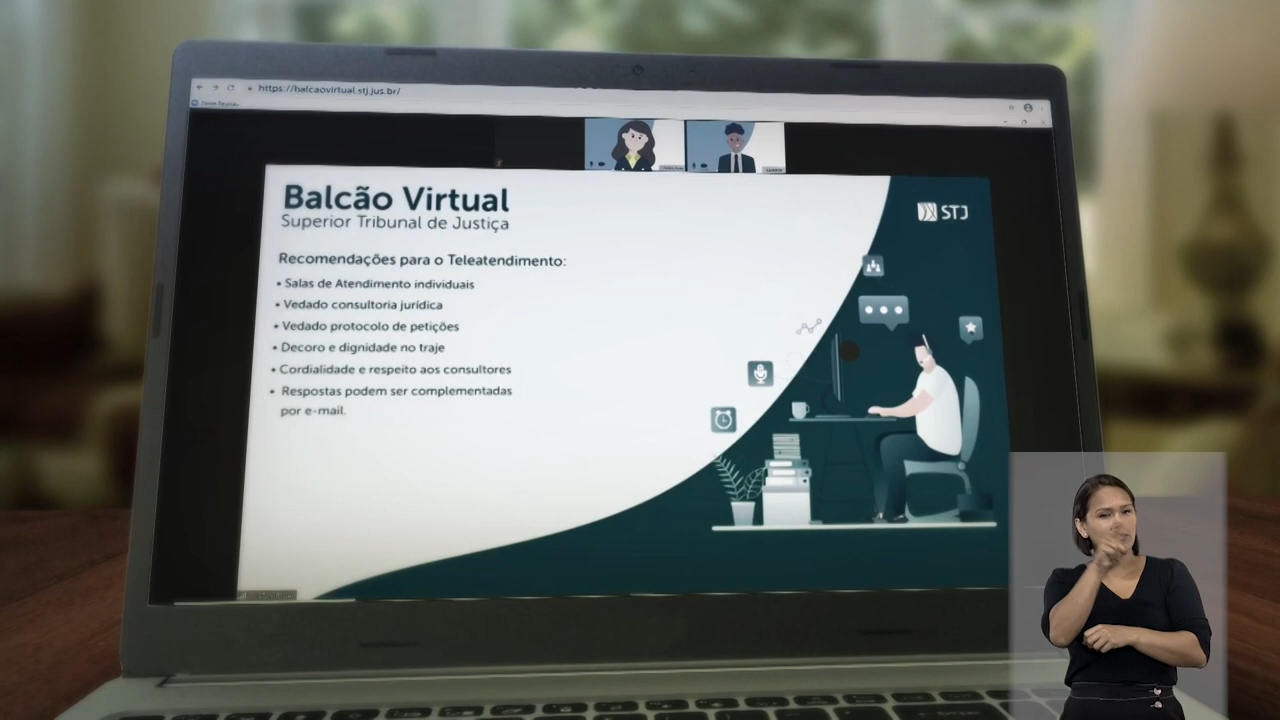 https://balcaovirtual.stj.jus.br/
Balcão Virtual
Superior Tribunal de Justiça
STJ
Recomendações para o Teleatendimento:
• Salas de Atendimento individuais
• Vedado consultoria jurídica
• Vedado protocolo de petições
• Decoro e dignidade no traje
• Cordialidade e respeito aos consultores
• Respostas podem ser complementadas
por e-mail.